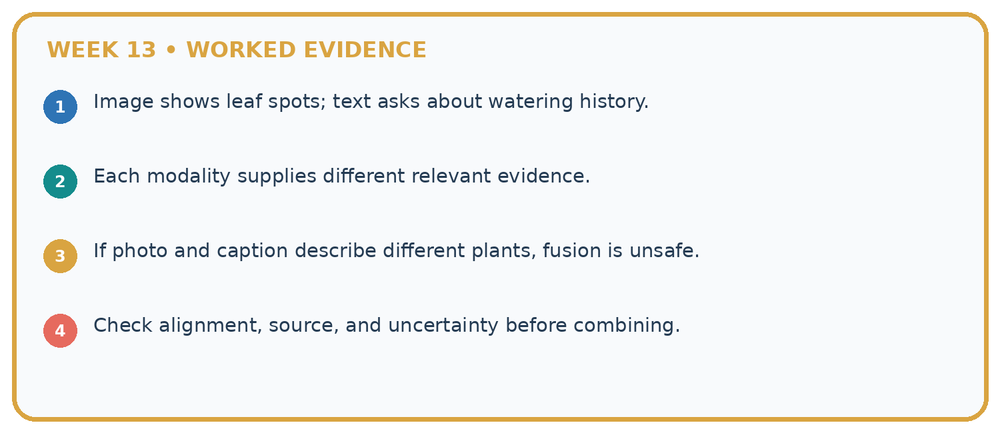 WEEK 13 • WORKED EVIDENCE
1 Image shows leaf spots; text asks about watering history.
2 Each modality supplies different relevant evidence.
3 If photo and caption describe different plants, fusion is unsafe.
4 Check alignment, source, and uncertainty before combining.